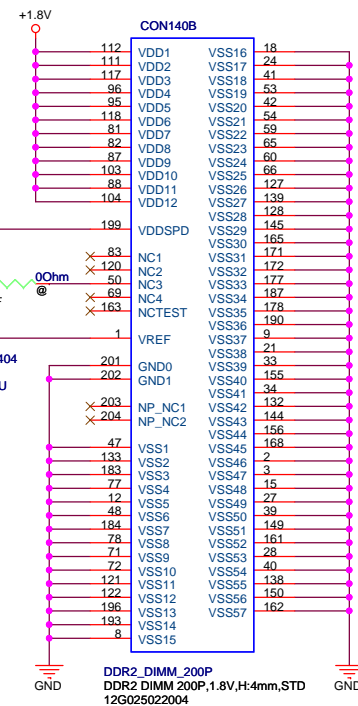 +1.8V
CON140B
112 VDD1
111 VDD2
117 VDD3
96 VDD4
95 VDD5
118 VDD6
81 VDD7
82 VDD8
87 VDD9
103 VDD10
88 VDD11
104 VDD12
199 VDDSPD
83 NC1
120 NC2
50 NC3
69 NC4
163 NCTEST
0Ohm
@
1 VREF
404
U
201 GND0
202 GND1
203 NP_NC1
204 NP_NC2
47 VSS1
133 VSS2
183 VSS3
77 VSS4
12 VSS5
48 VSS6
184 VSS7
78 VSS8
71 VSS9
72 VSS10
121 VSS11
122 VSS12
196 VSS13
193 VSS14
8 VSS15
VSS16 18
VSS17 24
VSS18 41
VSS19 53
VSS20 42
VSS21 54
VSS22 59
VSS23 65
VSS24 60
VSS25 66
VSS26 127
VSS27 139
VSS28 128
VSS29 145
VSS30 165
VSS31 171
VSS32 172
VSS33 177
VSS34 187
VSS35 178
VSS36 190
VSS37 9
VSS38 21
VSS39 33
VSS40 155
VSS41 34
VSS42 132
VSS43 144
VSS44 156
VSS45 168
VSS46 2
VSS47 3
VSS48 15
VSS49 27
VSS50 39
VSS51 149
VSS52 161
VSS53 28
VSS54 40
VSS55 138
VSS56 150
VSS57 162
GND
GND
DDR2_DIMM_200P
DDR2 DIMM 200P,1.8V,H:4mm,STD
12G025022004